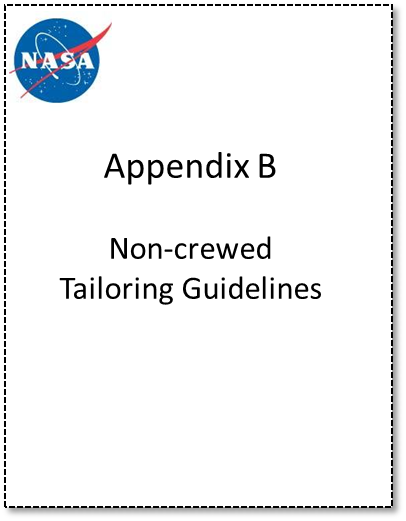 NASA
Appendix B
Non-crewed
Tailoring Guidelines